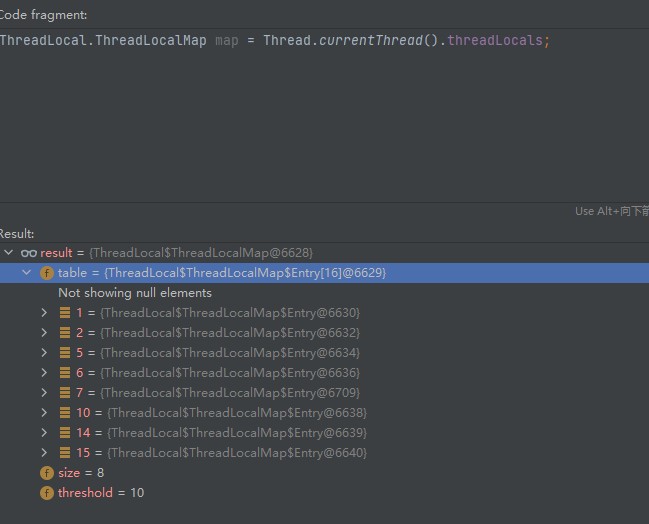 Code fragment:
ThreadLocal.ThreadLocalMap map = Thread.currentThread().threadLocals;
Use Alt+向下箭
Result:
result = {ThreadLocal$ThreadLocalMap@6628}
table = {ThreadLocal$ThreadLocalMap$Entry[16]@6629}
Not showing null elements
1 = {ThreadLocal$ThreadLocalMap$Entry@6630}
2 = {ThreadLocal$ThreadLocalMap$Entry@6632}
5 = {ThreadLocal$ThreadLocalMap$Entry@6634}
6 = {ThreadLocal$ThreadLocalMap$Entry@6636}
7 = {ThreadLocal$ThreadLocalMap$Entry@6709}
10 = {ThreadLocal$ThreadLocalMap$Entry@6638}
14 = {ThreadLocal$ThreadLocalMap$Entry@6639}
15 = {ThreadLocal$ThreadLocalMap$Entry@6640}
size = 8
threshold = 10